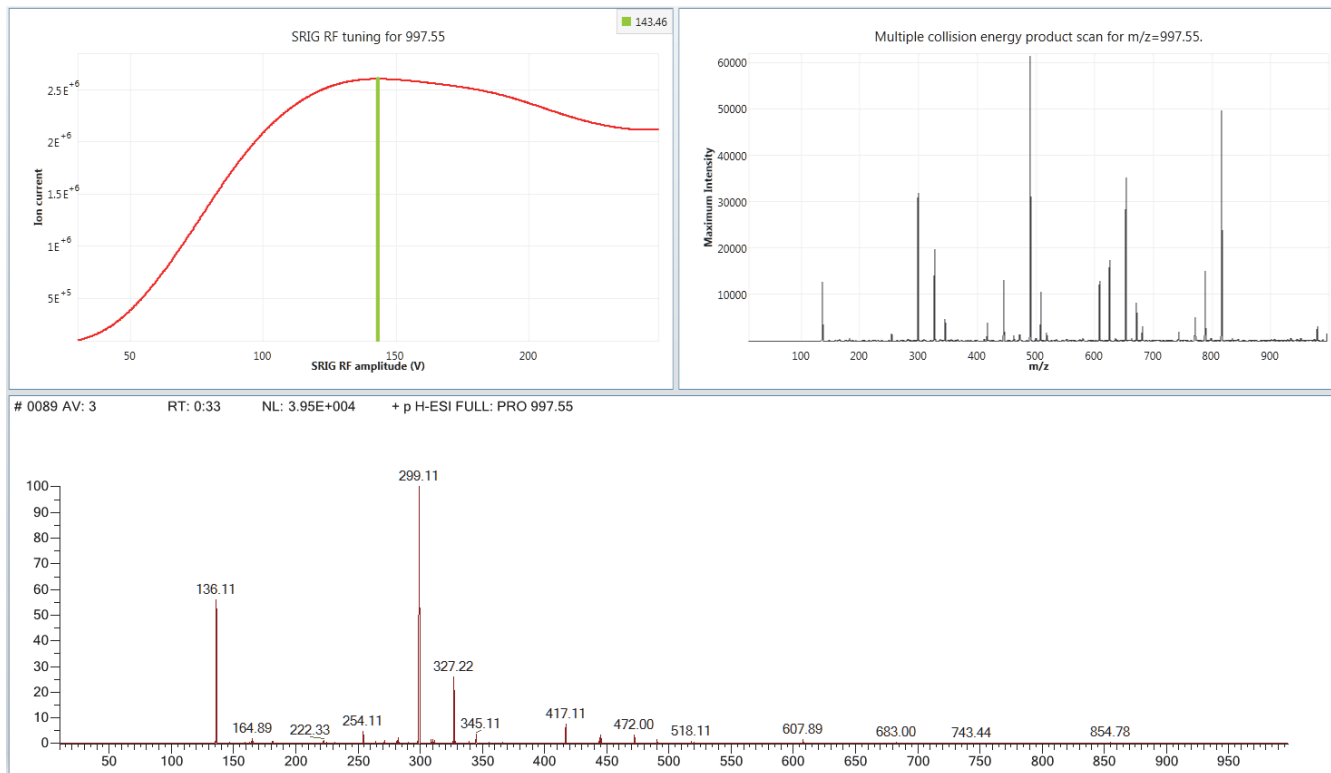 143.46
SRIG RF tuning for 997.55
Ion current
2.5E+6
2E+6
1.5E+6
1E+6
5E+5
50 100 150 200
SRIG RF amplitude (V)
Multiple collision energy product scan for m/z=997.55.
Maximum Intensity
60000
50000
40000
30000
20000
10000
100 200 300 400 500 600 700 800 900
m/z
# 0089 AV: 3 RT: 0:33 NL: 3.95E+004 + p H-ESI FULL: PRO 997.55
100
90
80
70
60
50
40
30
20
10
0
299.11
136.11
327.22
164.89
222.33
254.11
345.11
417.11
472.00
518.11
607.89
683.00
743.44
854.78
50 100 150 200 250 300 350 400 450 500 550 600 650 700 750 800 850 900 950